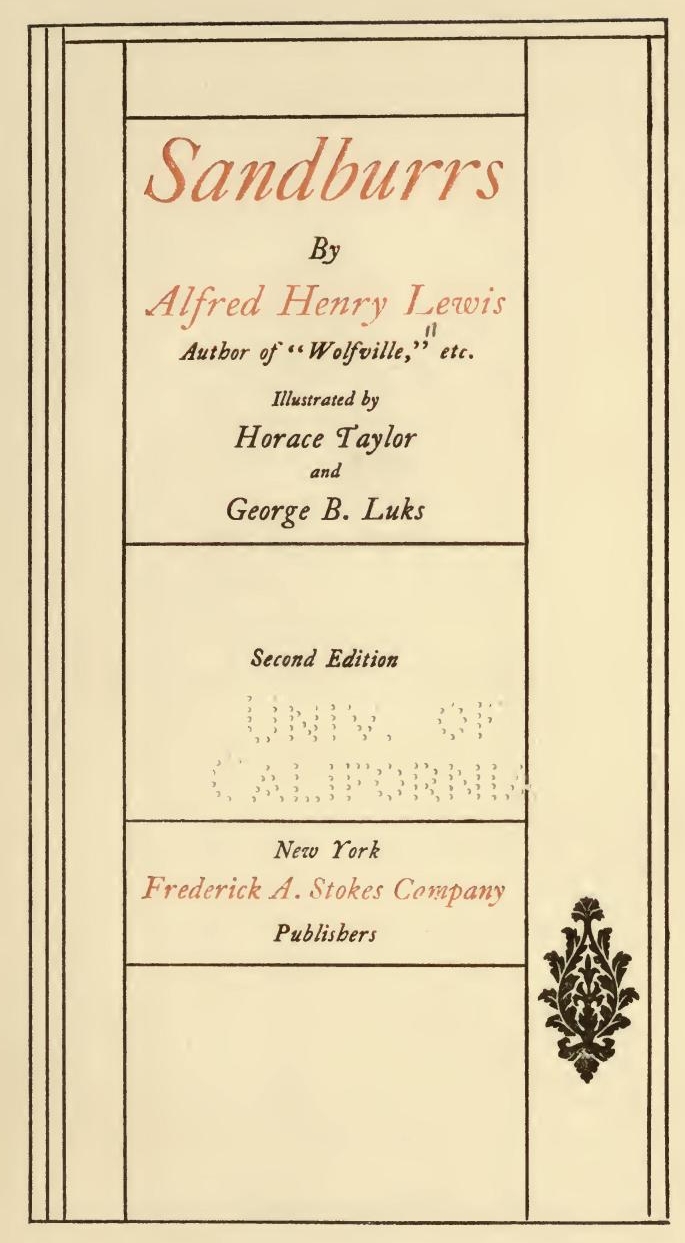 Sandburrs
By
Alfred Henry Lewis
Author of “Wolfville,” etc.
Illustrated by
Horace Taylor
and
George B. Luks
Second Edition
UNIV. OF
CALIFORNIA
New York
Frederick A. Stokes Company
Publishers